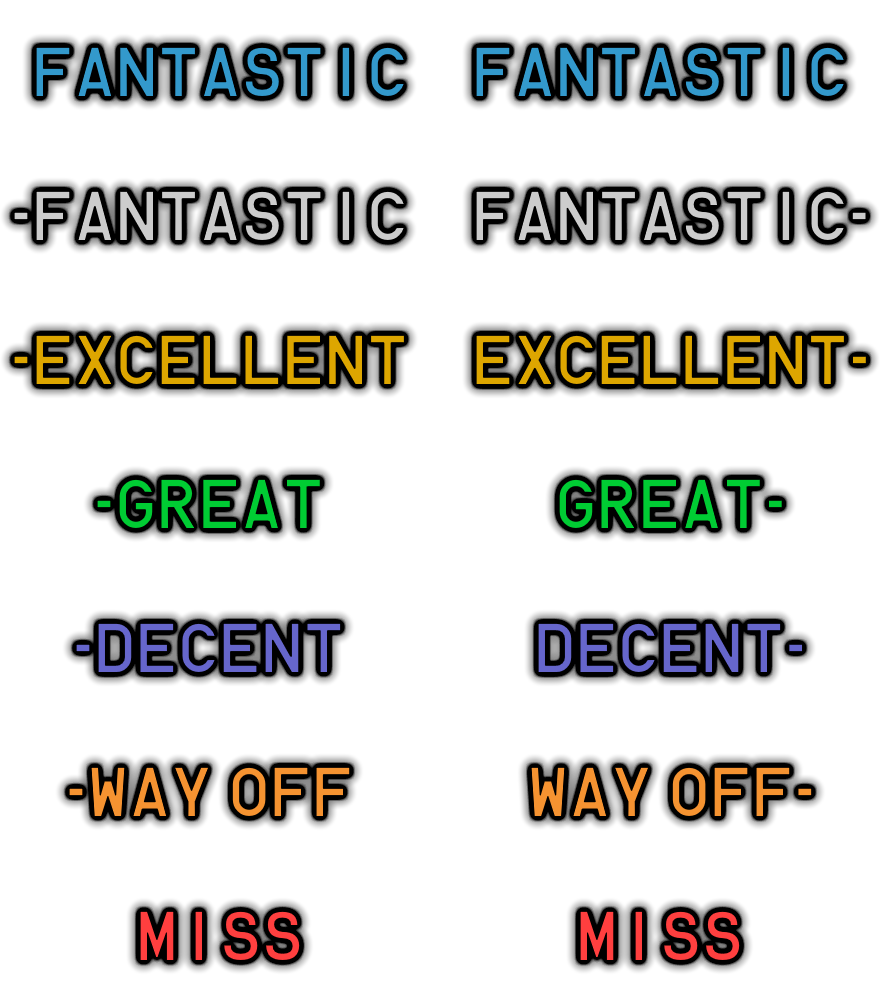 FANTASTIC FANTASTIC
-FANTASTIC FANTASTIC-
-EXCELLENT EXCELLENT-
-GREAT GREAT-
-DECENT DECENT-
-WAY OFF WAY OFF-
MISS MISS